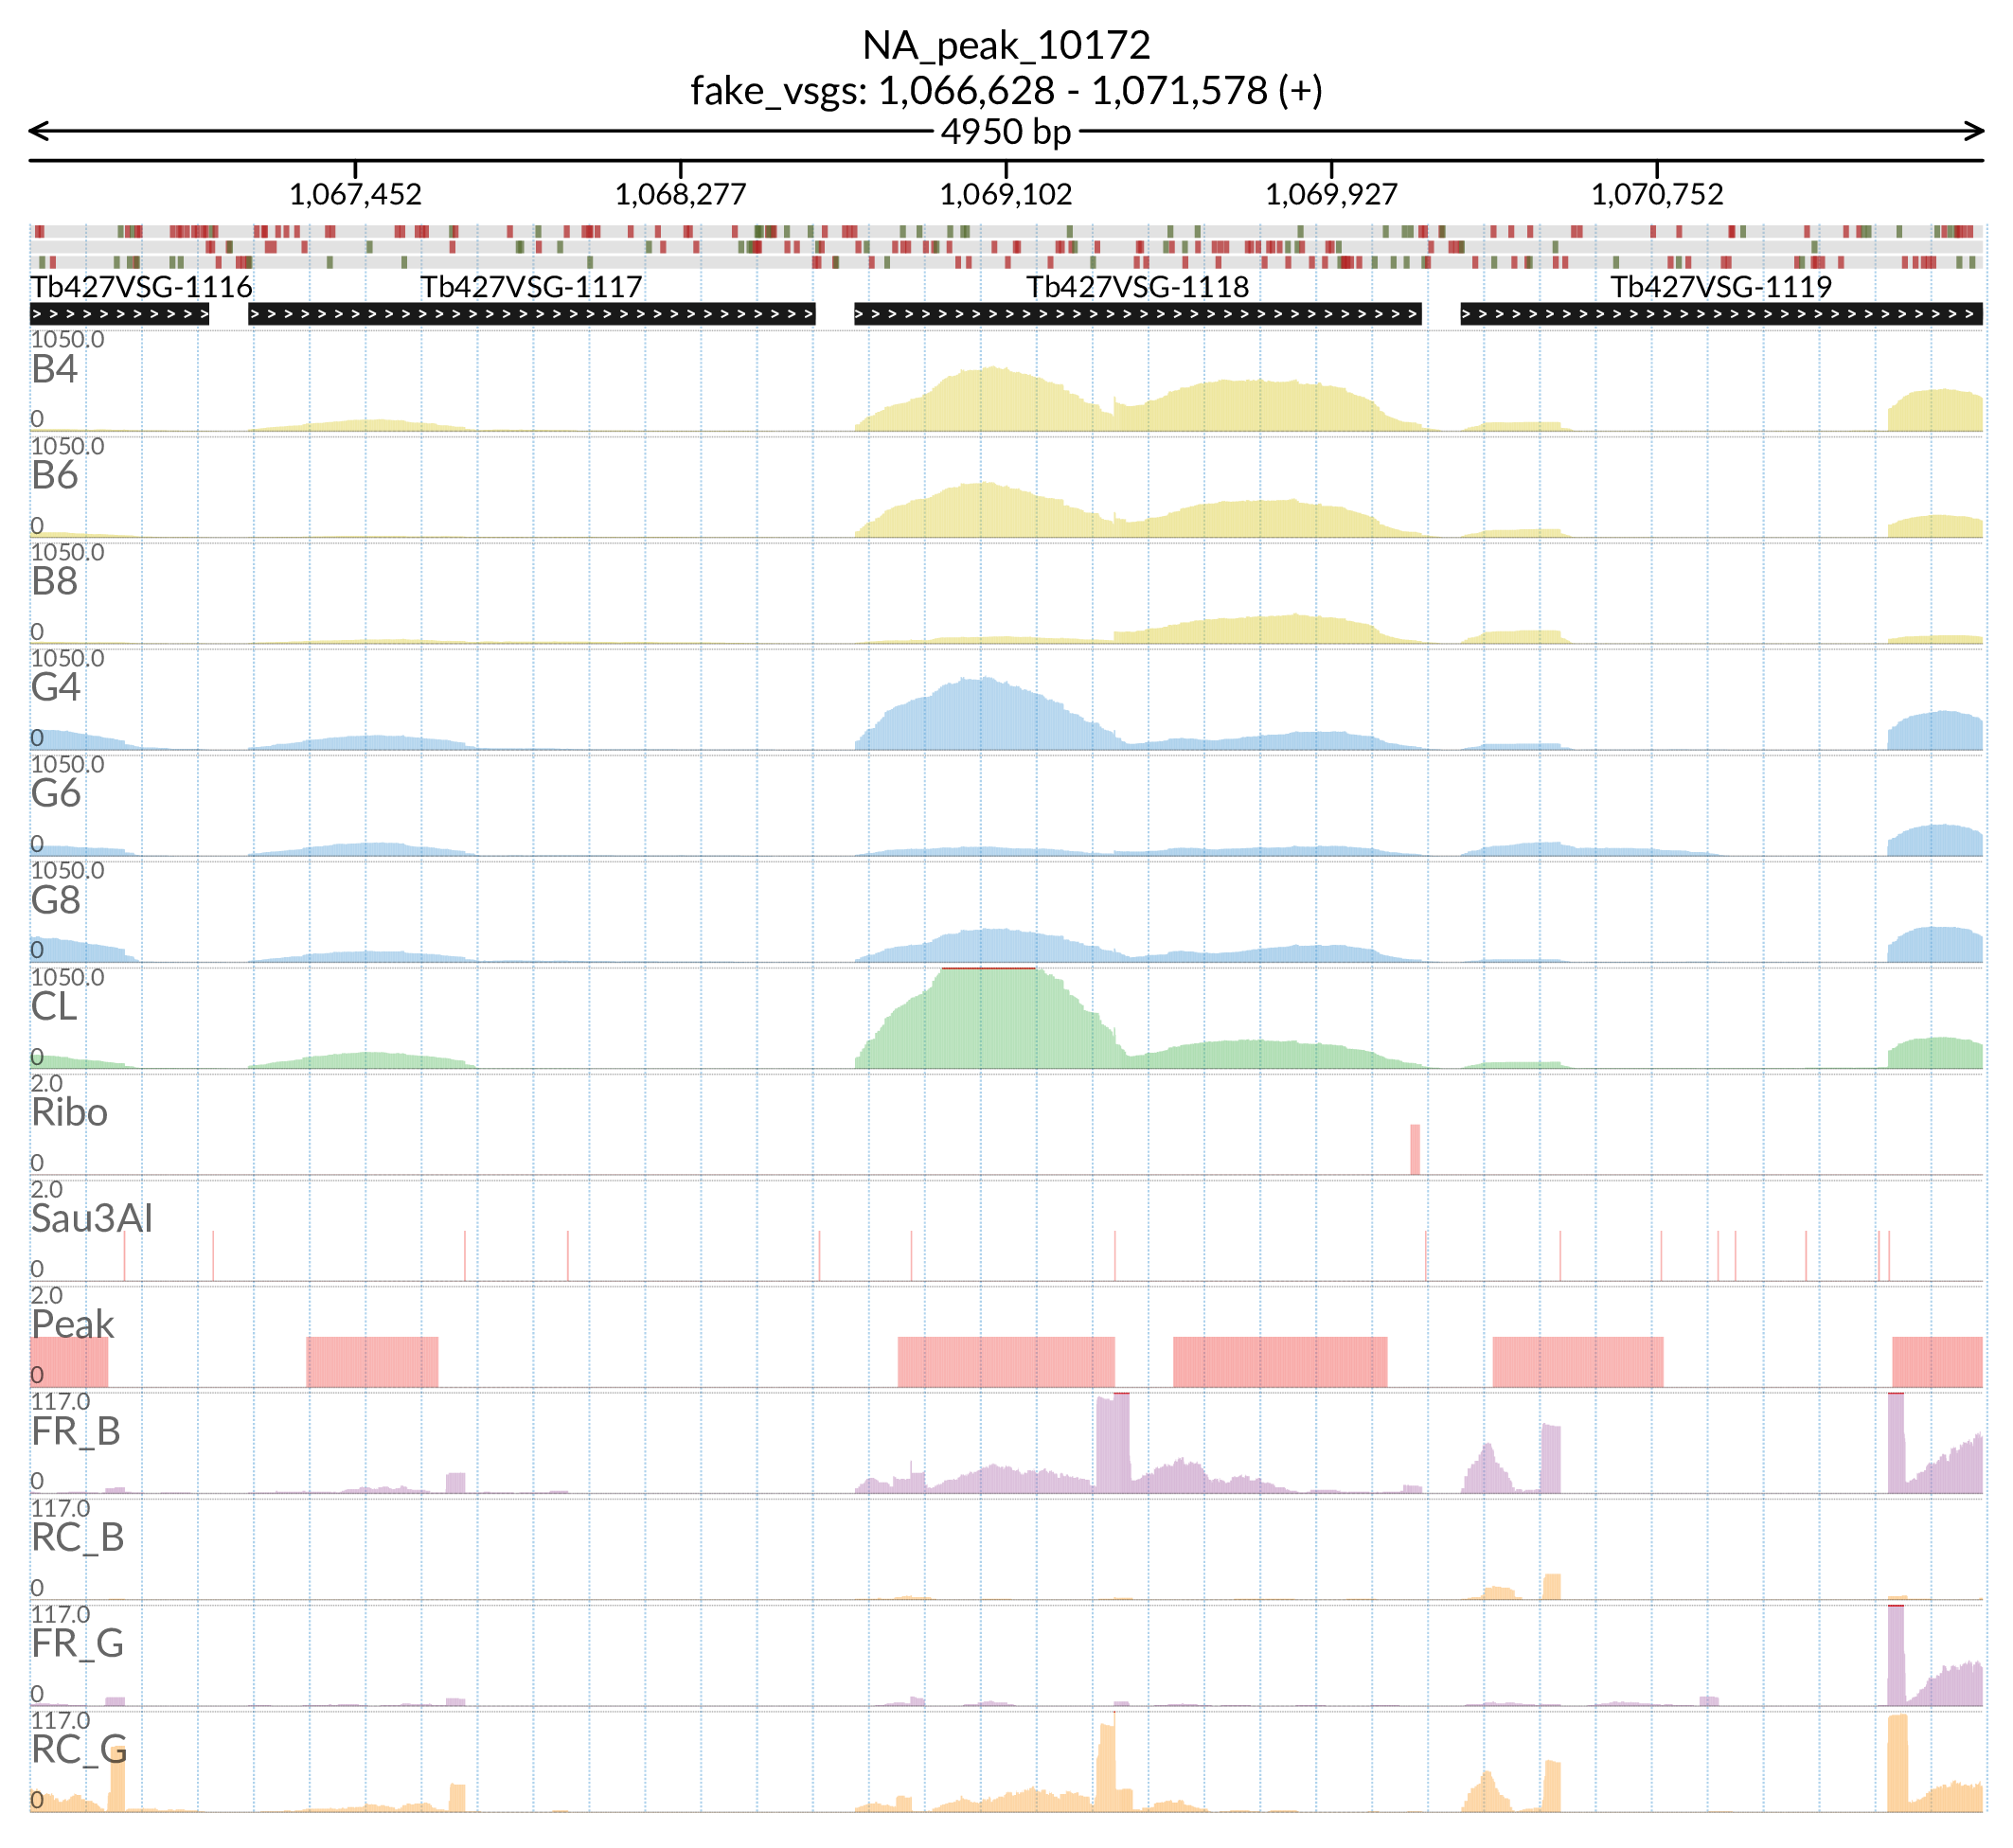 NA_peak_10172
fake_vsgs: 1,066,628 - 1,071,578 (+)
4950 bp
1,067,452 1,068,277 1,069,102 1,069,927 1,070,752
Tb427VSG-1116 Tb427VSG-1117 Tb427VSG-1118 Tb427VSG-1119
1050.0
B4
0
1050.0
B6
0
1050.0
B8
0
1050.0
G4
0
1050.0
G6
0
1050.0
G8
0
1050.0
CL
0
2.0
Ribo
0
2.0
Sau3AI
0
2.0
Peak
0
117.0
FR_B
0
117.0
RC_B
0
117.0
FR_G
0
117.0
RC_G
0